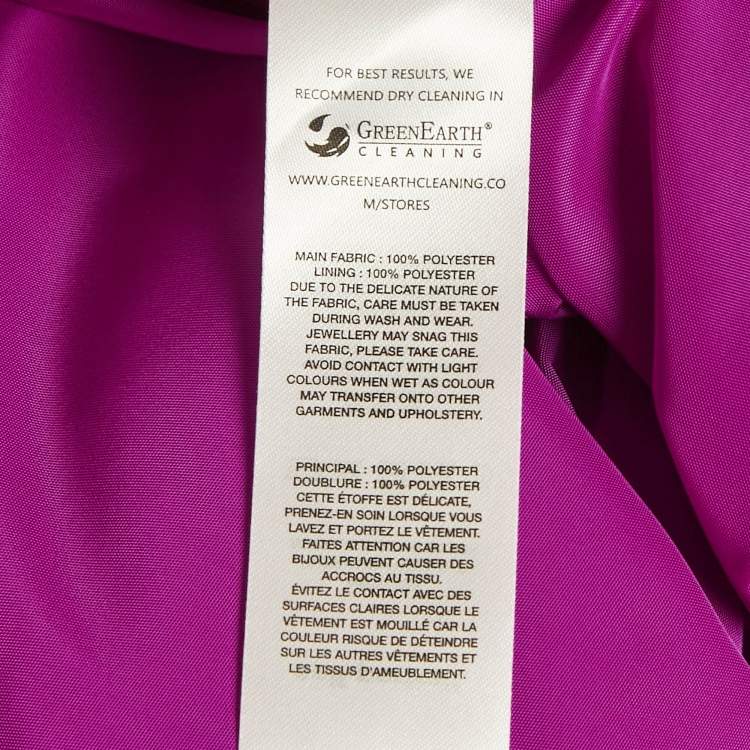 FOR BEST RESULTS, WE
RECOMMEND DRY CLEANING IN
GREENEARTH®
CLEANING
WWW.GREENEARTHCLEANING.CO
M/STORES
MAIN FABRIC : 100% POLYESTER
LINING : 100% POLYESTER
DUE TO THE DELICATE NATURE OF
THE FABRIC, CARE MUST BE TAKEN
DURING WASH AND WEAR.
JEWELLERY MAY SNAG THIS
FABRIC, PLEASE TAKE CARE.
AVOID CONTACT WITH LIGHT
COLOURS WHEN WET AS COLOUR
MAY TRANSFER ONTO OTHER
GARMENTS AND UPHOLSTERY.
PRINCIPAL : 100% POLYESTER
DOUBLURE : 100% POLYESTER
CETTE ÉTOFFE EST DÉLICATE,
PRENEZ-EN SOIN LORSQUE VOUS
LAVEZ ET PORTEZ LE VÊTEMENT.
FAITES ATTENTION CAR LES
BIJOUX PEUVENT CAUSER DES
ACCROCS AU TISSU.
ÉVITEZ LE CONTACT AVEC DES
SURFACES CLAIRES LORSQUE LE
VÊTEMENT EST MOUILLÉ CAR LA
COULEUR RISQUE DE DÉTEINDRE
SUR LES AUTRES VÊTEMENTS ET
LES TISSUS D'AMEUBLEMENT.